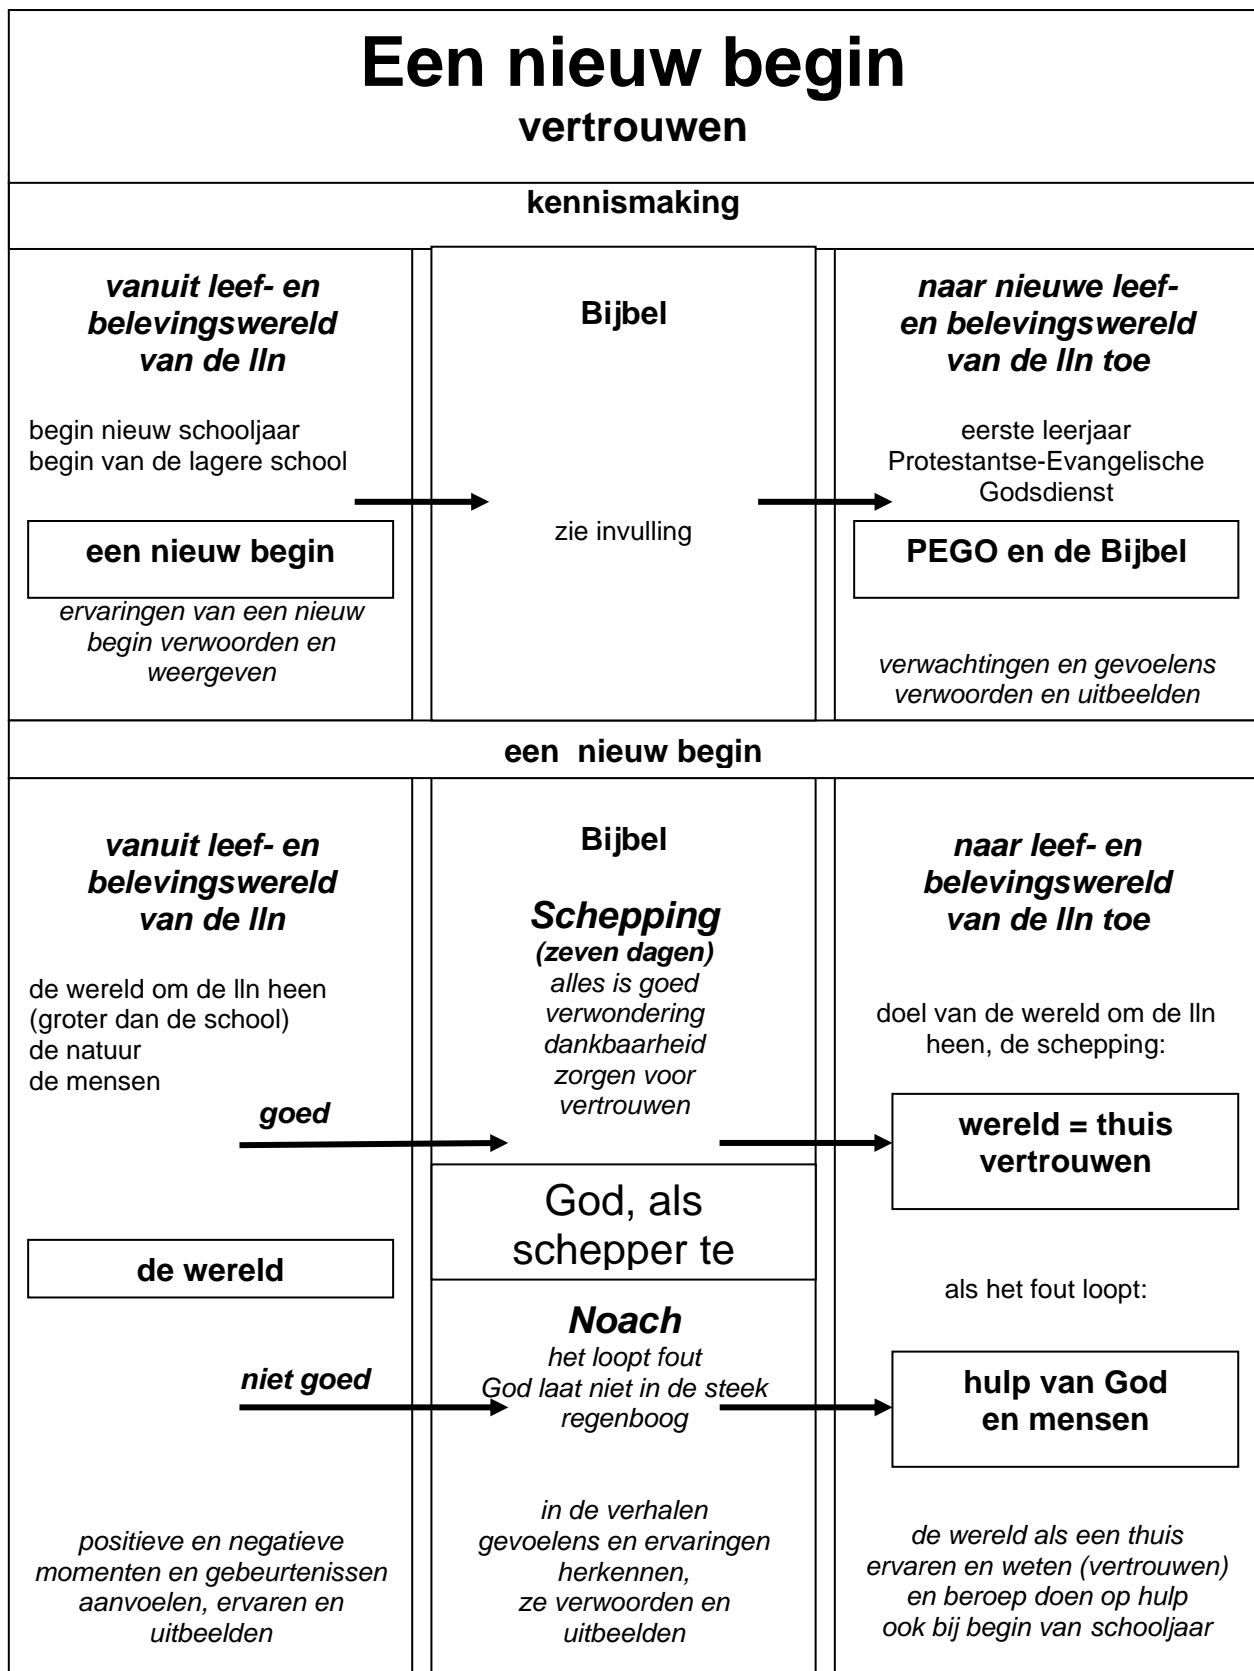 Een nieuw begin
vertrouwen
kennismaking
vanuit leef- en
belevingswereld
van de lln
begin nieuw schooljaar
begin van de lagere school
een nieuw begin
ervaringen van een nieuw
begin verwoorden en
weergeven
Bijbel
zie invulling
naar nieuwe leef-
en belevingswereld
van de lln toe
eerste leerjaar
Protestantse-Evangelische
Godsdienst
PEGO en de Bijbel
verwachtingen en gevoelens
verwoorden en uitbeelden
een  nieuw begin
vanuit leef- en
belevingswereld
van de lln
de wereld om de lln heen
(groter dan de school)
de natuur
de mensen
goed
de wereld
niet goed
positieve en negatieve
momenten en gebeurtenissen
aanvoelen, ervaren en
uitbeelden
Bijbel
Schepping
(zeven dagen)
alles is goed
verwondering
dankbaarheid
zorgen voor
vertrouwen
God, als
schepper te
Noach
het loopt fout
God laat niet in de steek
regenboog
in de verhalen
gevoelens en ervaringen
herkennen,
ze verwoorden en
uitbeelden
naar leef- en
belevingswereld
van de lln toe
doel van de wereld om de lln
heen, de schepping:
wereld = thuis
vertrouwen
als het fout loopt:
hulp van God
en mensen
de wereld als een thuis
ervaren en weten (vertrouwen)
en beroep doen op hulp
ook bij begin van schooljaar